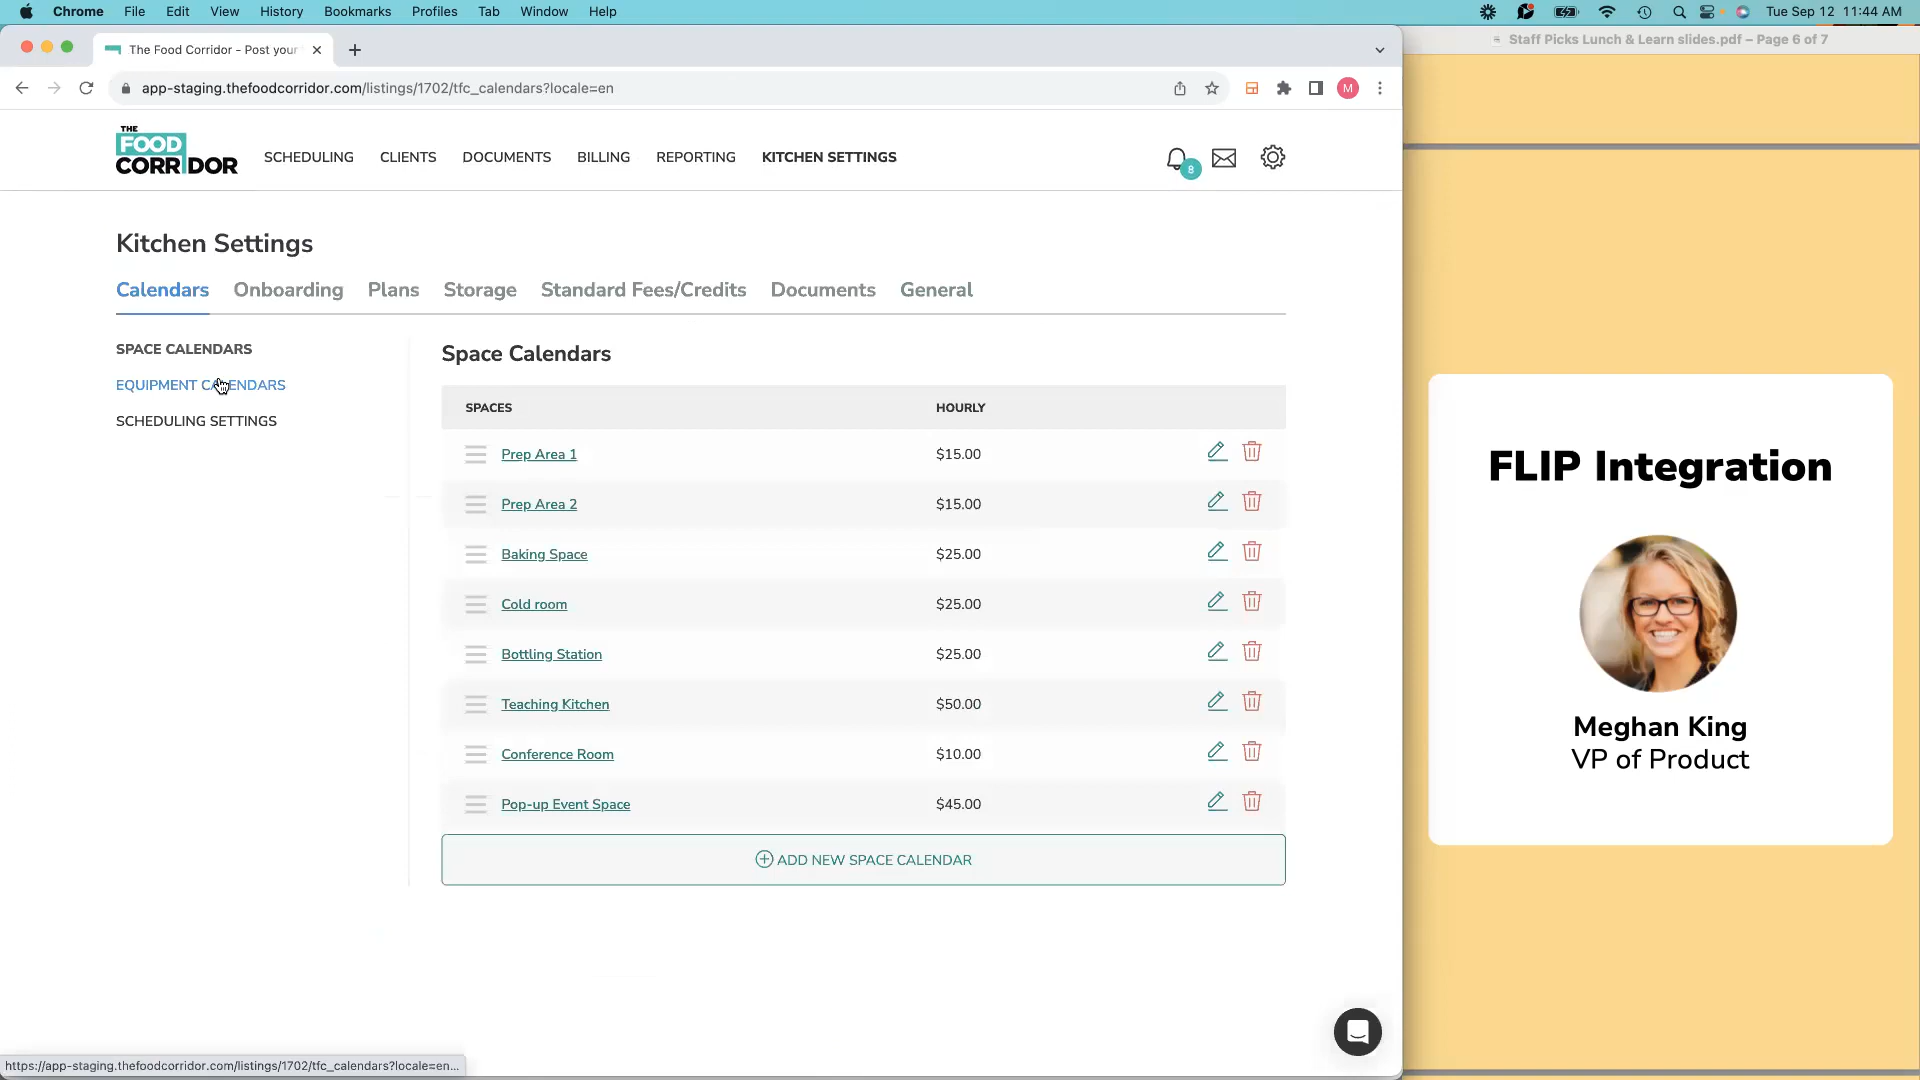 Chrome File Edit View History Bookmarks Profiles Tab Window Help
Tue Sep 12 11:44 AM
The Food Corridor - Post your
Staff Picks Lunch & Learn slides.pdf – Page 6 of 7
app-staging.thefoodcorridor.com/listings/1702/tfc_calendars?locale=en
M
THE
FOOD
CORRIDOR
SCHEDULING CLIENTS DOCUMENTS BILLING REPORTING KITCHEN SETTINGS
8
Kitchen Settings
Calendars Onboarding Plans Storage Standard Fees/Credits Documents General
SPACE CALENDARS
EQUIPMENT CALENDARS
SCHEDULING SETTINGS
Space Calendars
SPACES HOURLY
Prep Area 1 $15.00
Prep Area 2 $15.00
Baking Space $25.00
Cold room $25.00
Bottling Station $25.00
Teaching Kitchen $50.00
Conference Room $10.00
Pop-up Event Space $45.00
ADD NEW SPACE CALENDAR
FLIP Integration
Meghan King
VP of Product
https://app-staging.thefoodcorridor.com/listings/1702/tfc_calendars?locale=en...